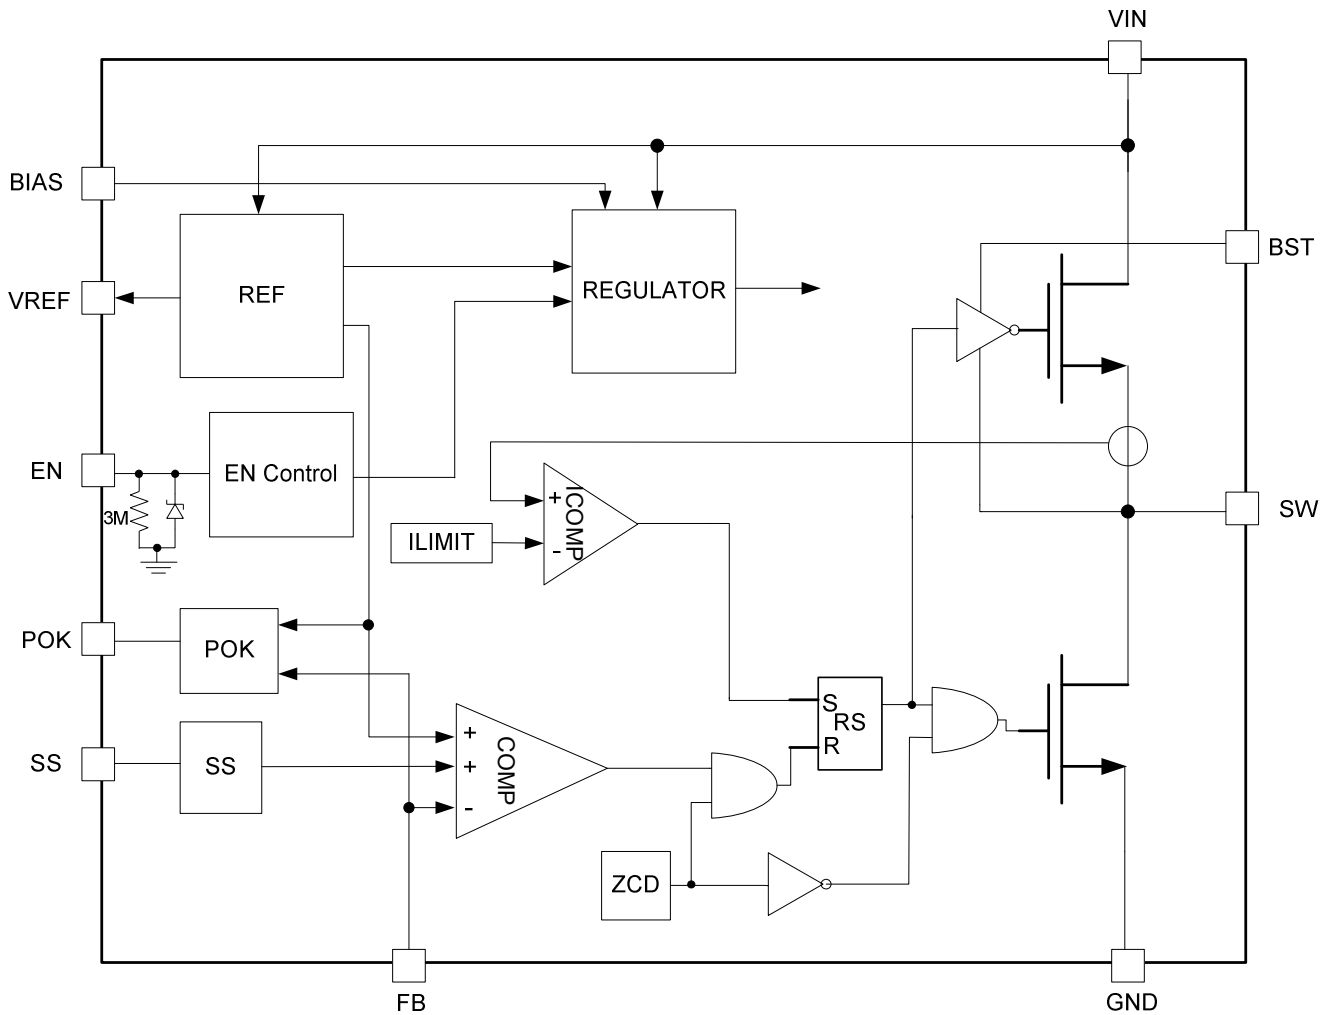 VIN
BIAS
BST
VREF
REF
REGULATOR
EN
EN Control
3M
+
-
ICOMP
ILIMIT
SW
POK
POK
S
RS
R
SS
SS
+
+
-
COMP
ZCD
FB
GND